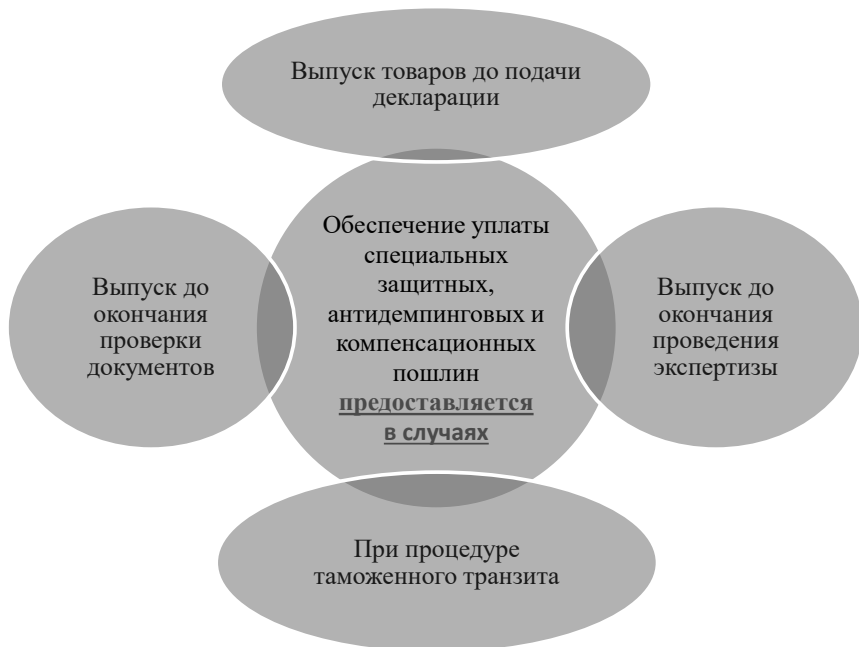 Выпуск товаров до подачи
декларации
Обеспечение уплаты
специальных
защитных,
антидемпинговых и
компенсационных
пошлин
предоставляется
в случаях
Выпуск до
окончания
проверки
документов
Выпуск до
окончания
проведения
экспертизы
При процедуре
таможенного транзита